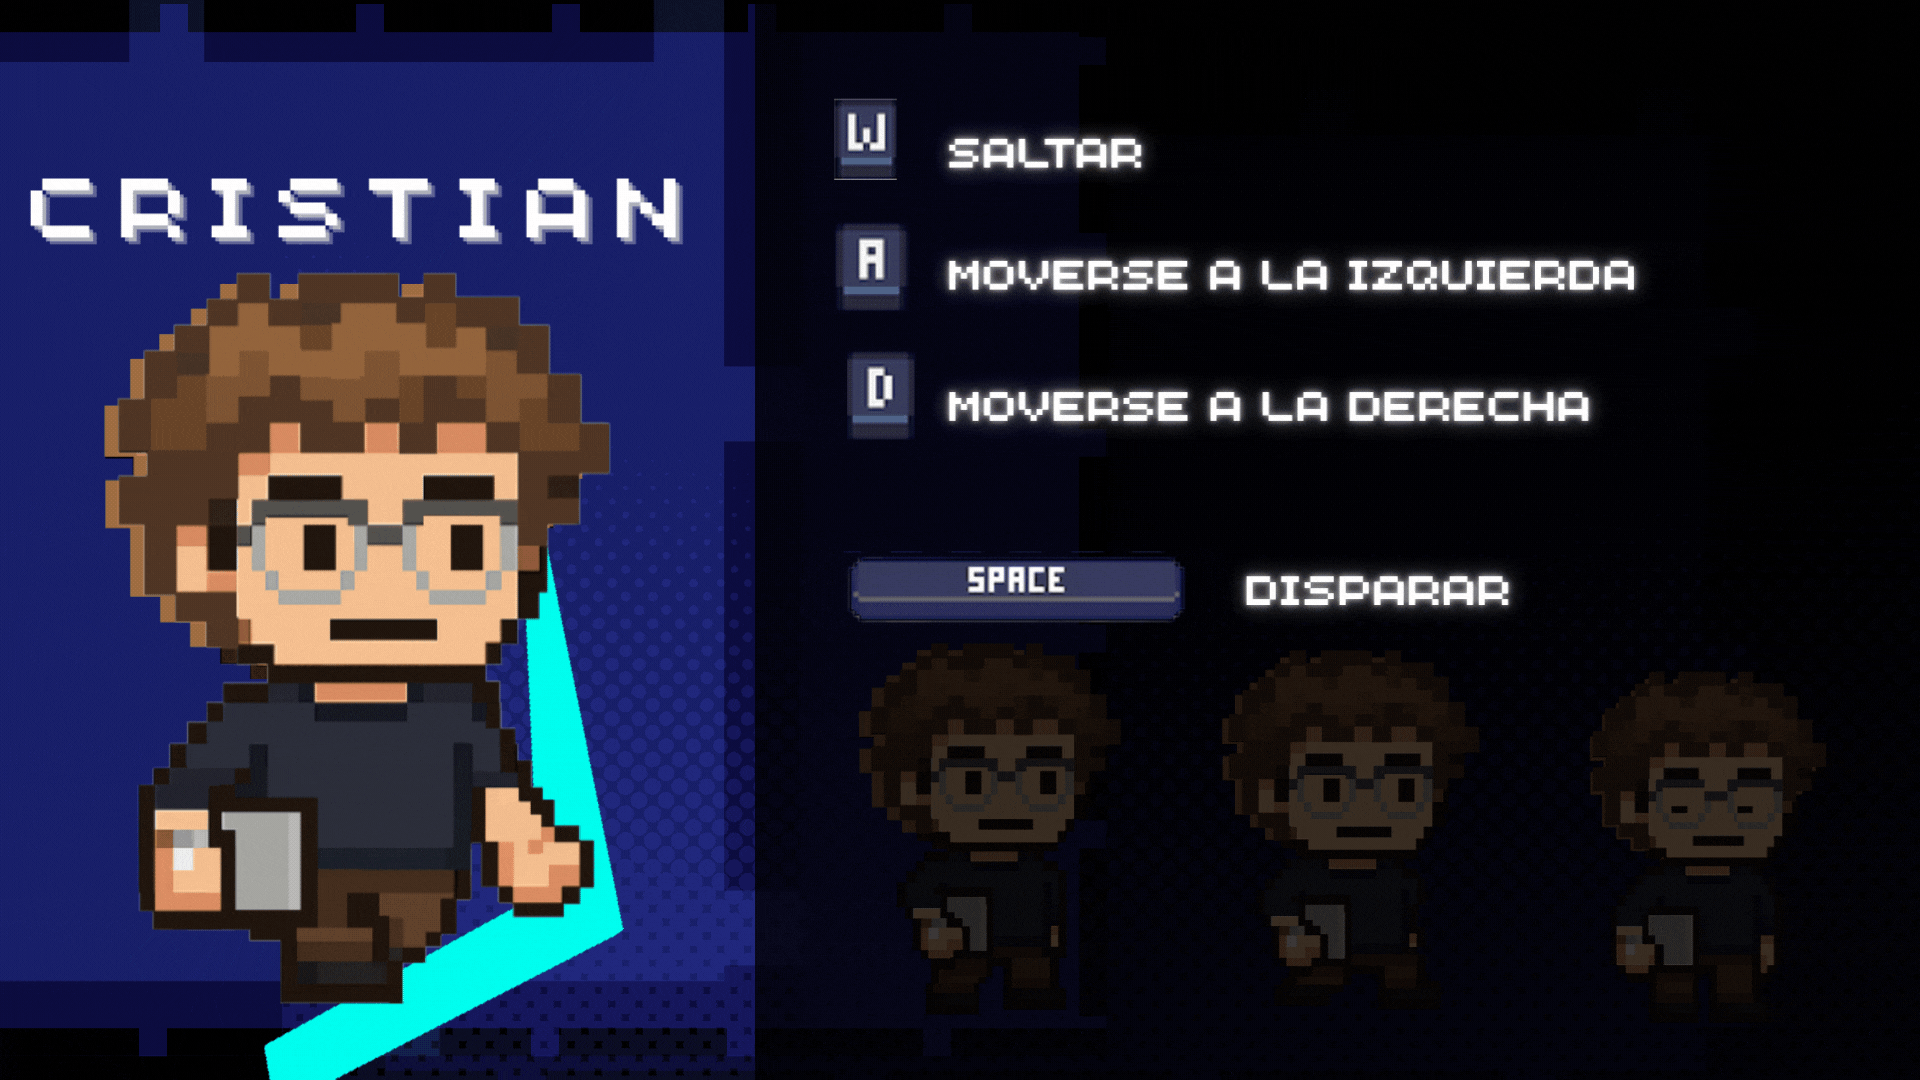 CRISTIAN
W SALTAR
A MOVERSE A LA IZQUIERDA
D MOVERSE A LA DERECHA
SPACE DISPARAR